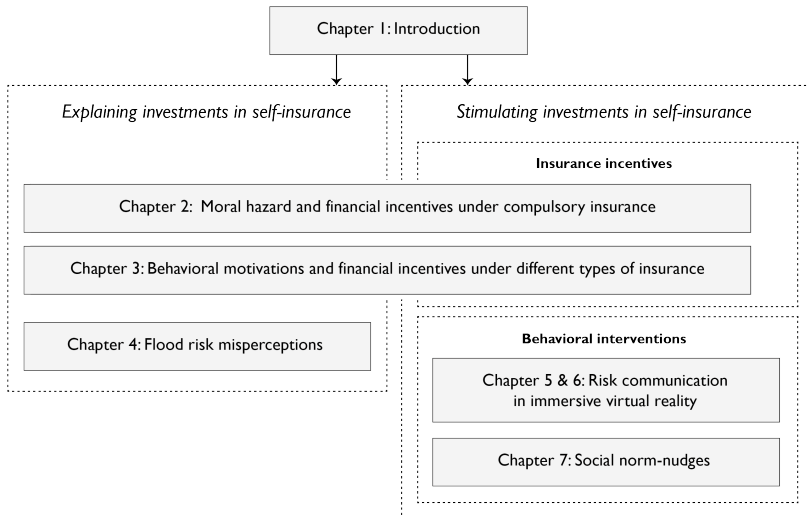 Chapter 1: Introduction
Explaining investments in self-insurance
Stimulating investments in self-insurance
Insurance incentives
Chapter 2: Moral hazard and financial incentives under compulsory insurance
Chapter 3: Behavioral motivations and financial incentives under different types of insurance
Chapter 4: Flood risk misperceptions
Behavioral interventions
Chapter 5 & 6: Risk communication
in immersive virtual reality
Chapter 7: Social norm-nudges